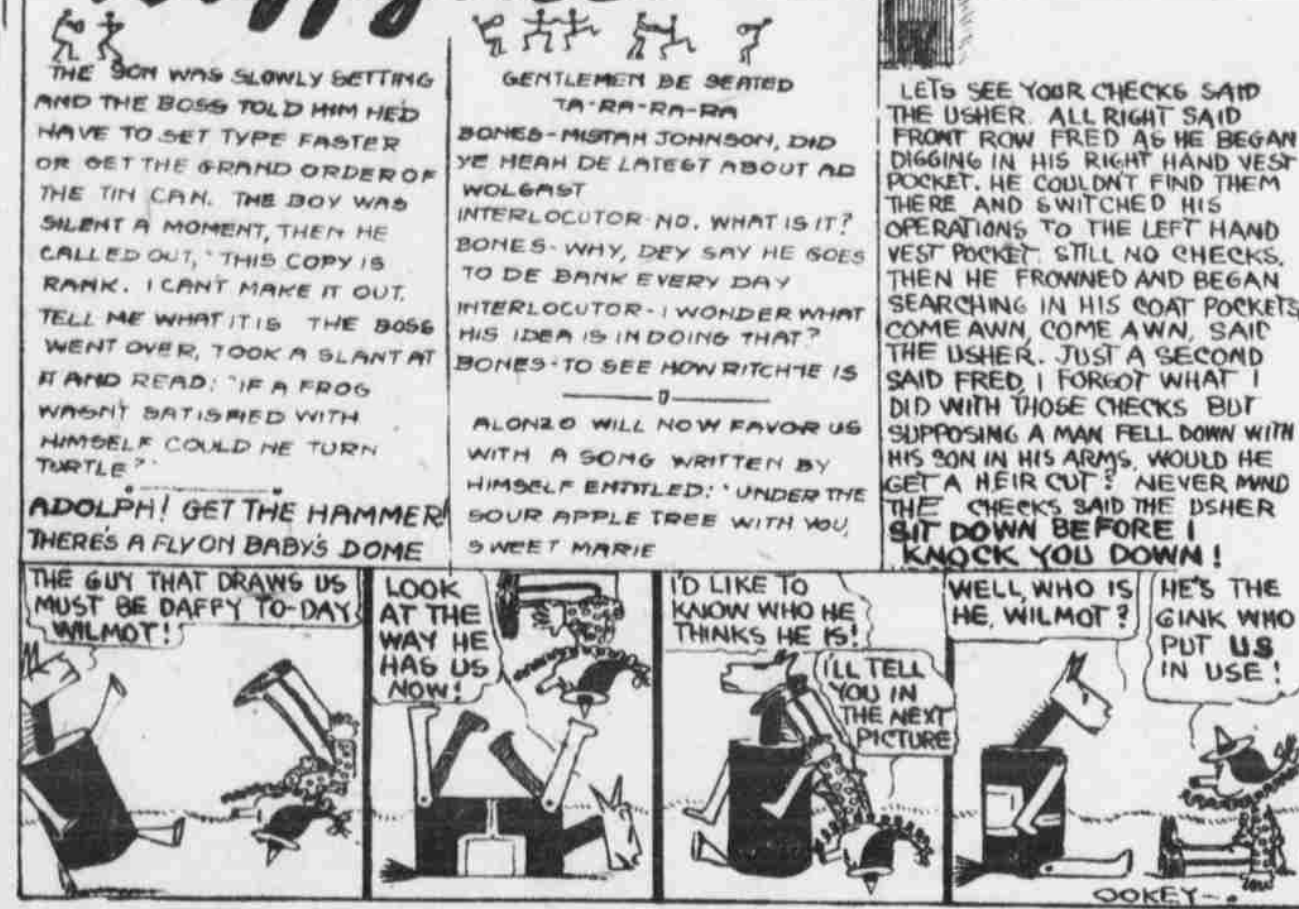 THE SON WAS SLOWLY SETTING
AND THE BOSS TOLD HIM HE'D
HAVE TO SET TYPE FASTER
OR GET THE GRAND ORDER OF
THE TIN CAN. THE BOY WAS
SILENT A MOMENT, THEN HE
CALLED OUT, "THIS COPY IS
RANK. I CANT MAKE IT OUT.
TELL ME WHAT IT IS THE BOSS
WENT OVER, TOOK A SLANT AT
IT AND READ: "IF A FROG
WASNT SATISFIED WITH
HIMSELF COULD HE TURN
TURTLE?"
ADOLPH! GET THE HAMMER!
THERE'S A FLY ON BABY'S DOME
GENTLEMEN BE SEATED
TA-RA-RA-RA
BONES-MISTAH JOHNSON, DID
YE HEAH DE LATEST ABOUT AD
WOLGAST
INTERLOCUTOR-NO. WHAT IS IT?
BONES-WHY, DEY SAY HE GOES
TO DE BANK EVERY DAY
INTERLOCUTOR-I WONDER WHAT
HIS IDEA IS IN DOING THAT?
BONES-TO SEE HOW RITCHIE IS
ALONZO WILL NOW FAVOR US
WITH A SONG WRITTEN BY
HIMSELF ENTITLED: "UNDER THE
SOUR APPLE TREE WITH YOU,
SWEET MARIE
LETS SEE YOUR CHECKS SAID
THE USHER. ALL RIGHT SAID
FRONT ROW FRED AS HE BEGAN
DIGGING IN HIS RIGHT HAND VEST
POCKET. HE COULDNT FIND THEM
THERE AND SWITCHED HIS
OPERATIONS TO THE LEFT HAND
VEST POCKET. STILL NO CHECKS.
THEN HE FROWNED AND BEGAN
SEARCHING IN HIS COAT POCKETS
COME AWN, COME AWN, SAID
THE USHER. JUST A SECOND
SAID FRED, I FORGOT WHAT I
DID WITH THOSE CHECKS BUT
SUPPOSING A MAN FELL DOWN WITH
HIS SON IN HIS ARMS, WOULD HE
GET A HEIR CUT? NEVER MIND
THE CHECKS SAID THE USHER
SIT DOWN BEFORE I
KNOCK YOU DOWN!
THE GUY THAT DRAWS US
MUST BE DAFFY TO-DAY
WILMOT!
LOOK
AT THE
WAY HE
HAS US
NOW!
I'D LIKE TO
KNOW WHO HE
THINKS HE IS!
I'LL TELL
YOU IN
THE NEXT
PICTURE
WELL, WHO IS
HE, WILMOT?
HE'S THE
GINK WHO
PUT US
IN USE!
OOKEY-